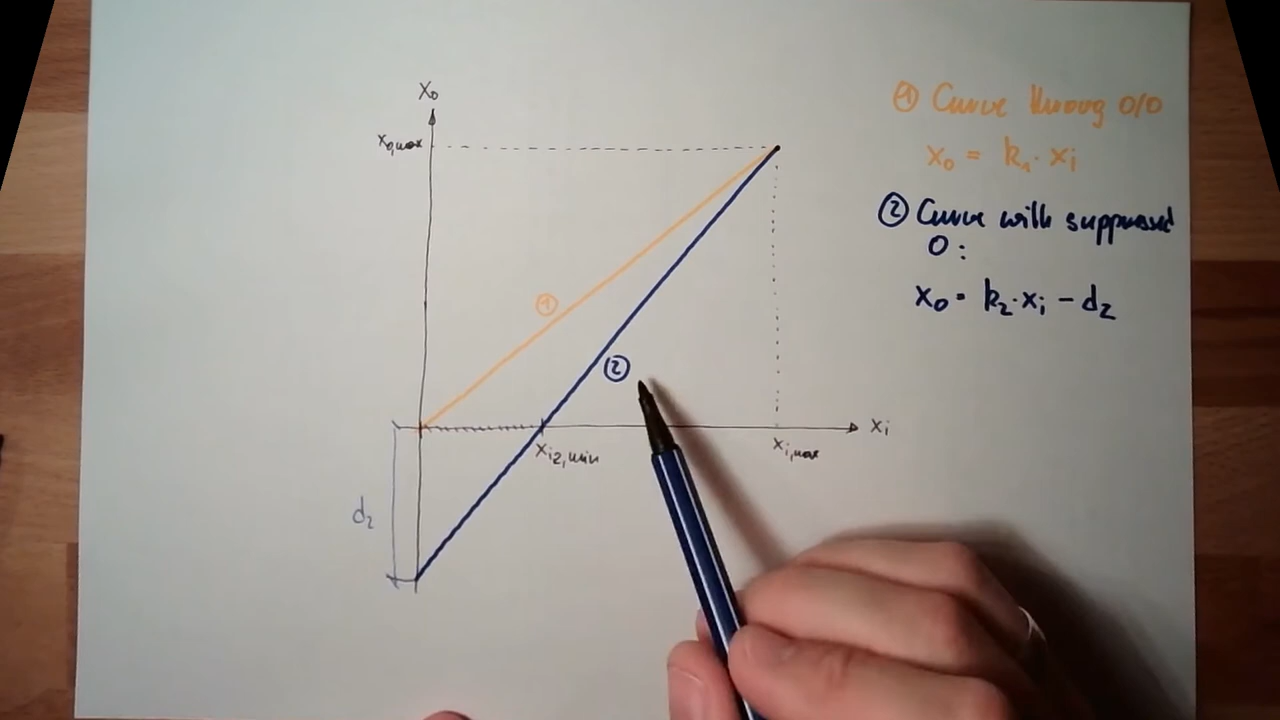 x₀
x₀,max
① Curve throug 0/0
x₀ = k₁ · xᵢ
② Curve with suppressed
0 :
x₀ = k₂ · xᵢ − d₂
①
②
xᵢ
xᵢ₂,min
xᵢ,max
d₂